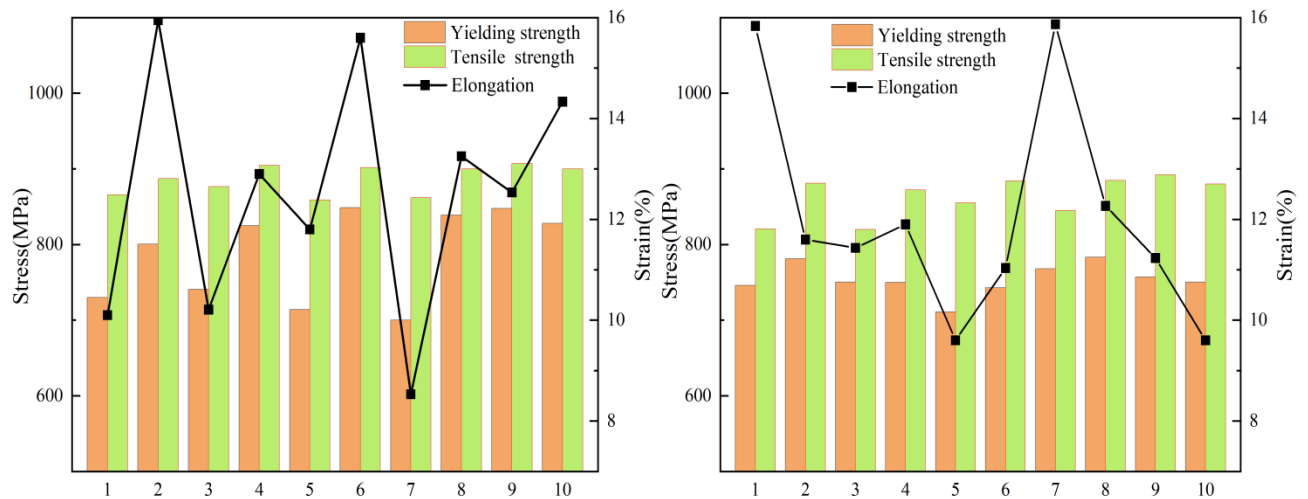 Stress(MPa)
1000
800
600
Yielding strength
Tensile strength
Elongation
16
14
12
10
8
Strain(%)
1 2 3 4 5 6 7 8 9 10
Stress(MPa)
1000
800
600
Yielding strength
Tensile strength
Elongation
16
14
12
10
8
Strain(%)
1 2 3 4 5 6 7 8 9 10